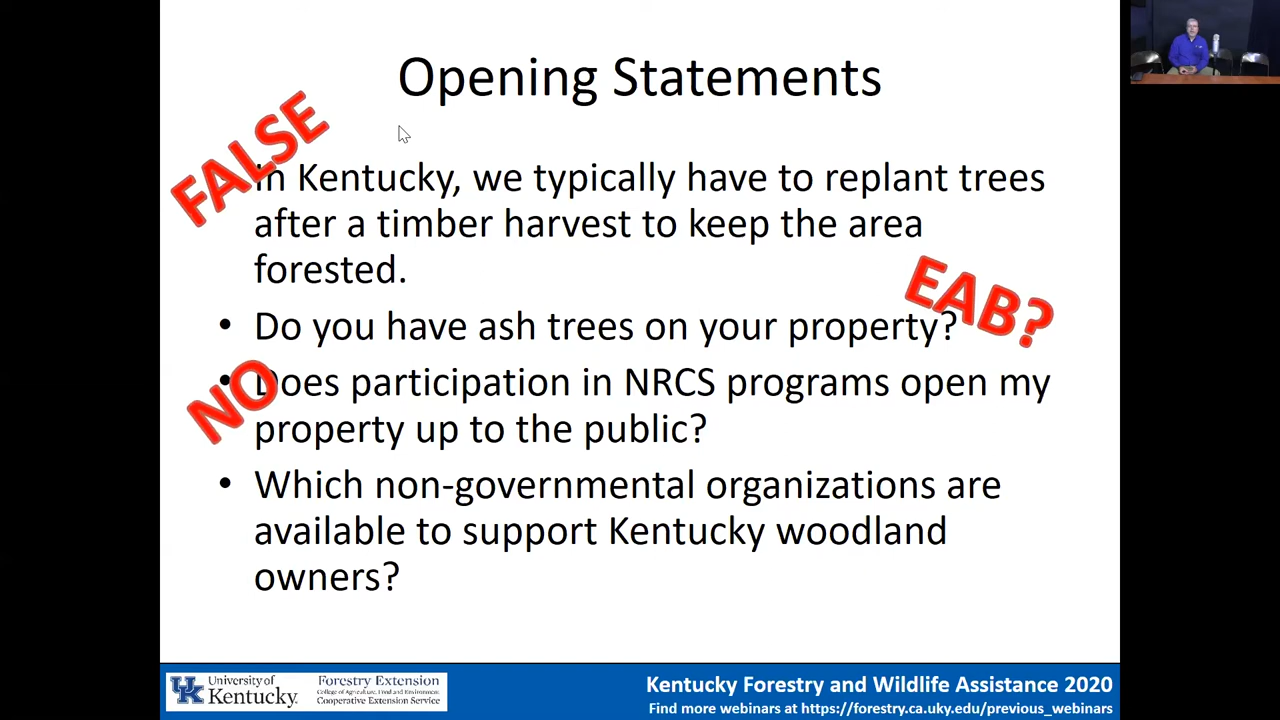 Opening Statements
FALSE
In Kentucky, we typically have to replant trees
after a timber harvest to keep the area
forested.
EAB?
• Do you have ash trees on your property?
NO
• Does participation in NRCS programs open my
property up to the public?
• Which non-governmental organizations are
available to support Kentucky woodland
owners?
UK University of Kentucky
Forestry Extension
College of Agriculture, Food and Environment
Cooperative Extension Service
Kentucky Forestry and Wildlife Assistance 2020
Find more webinars at https://forestry.ca.uky.edu/previous_webinars